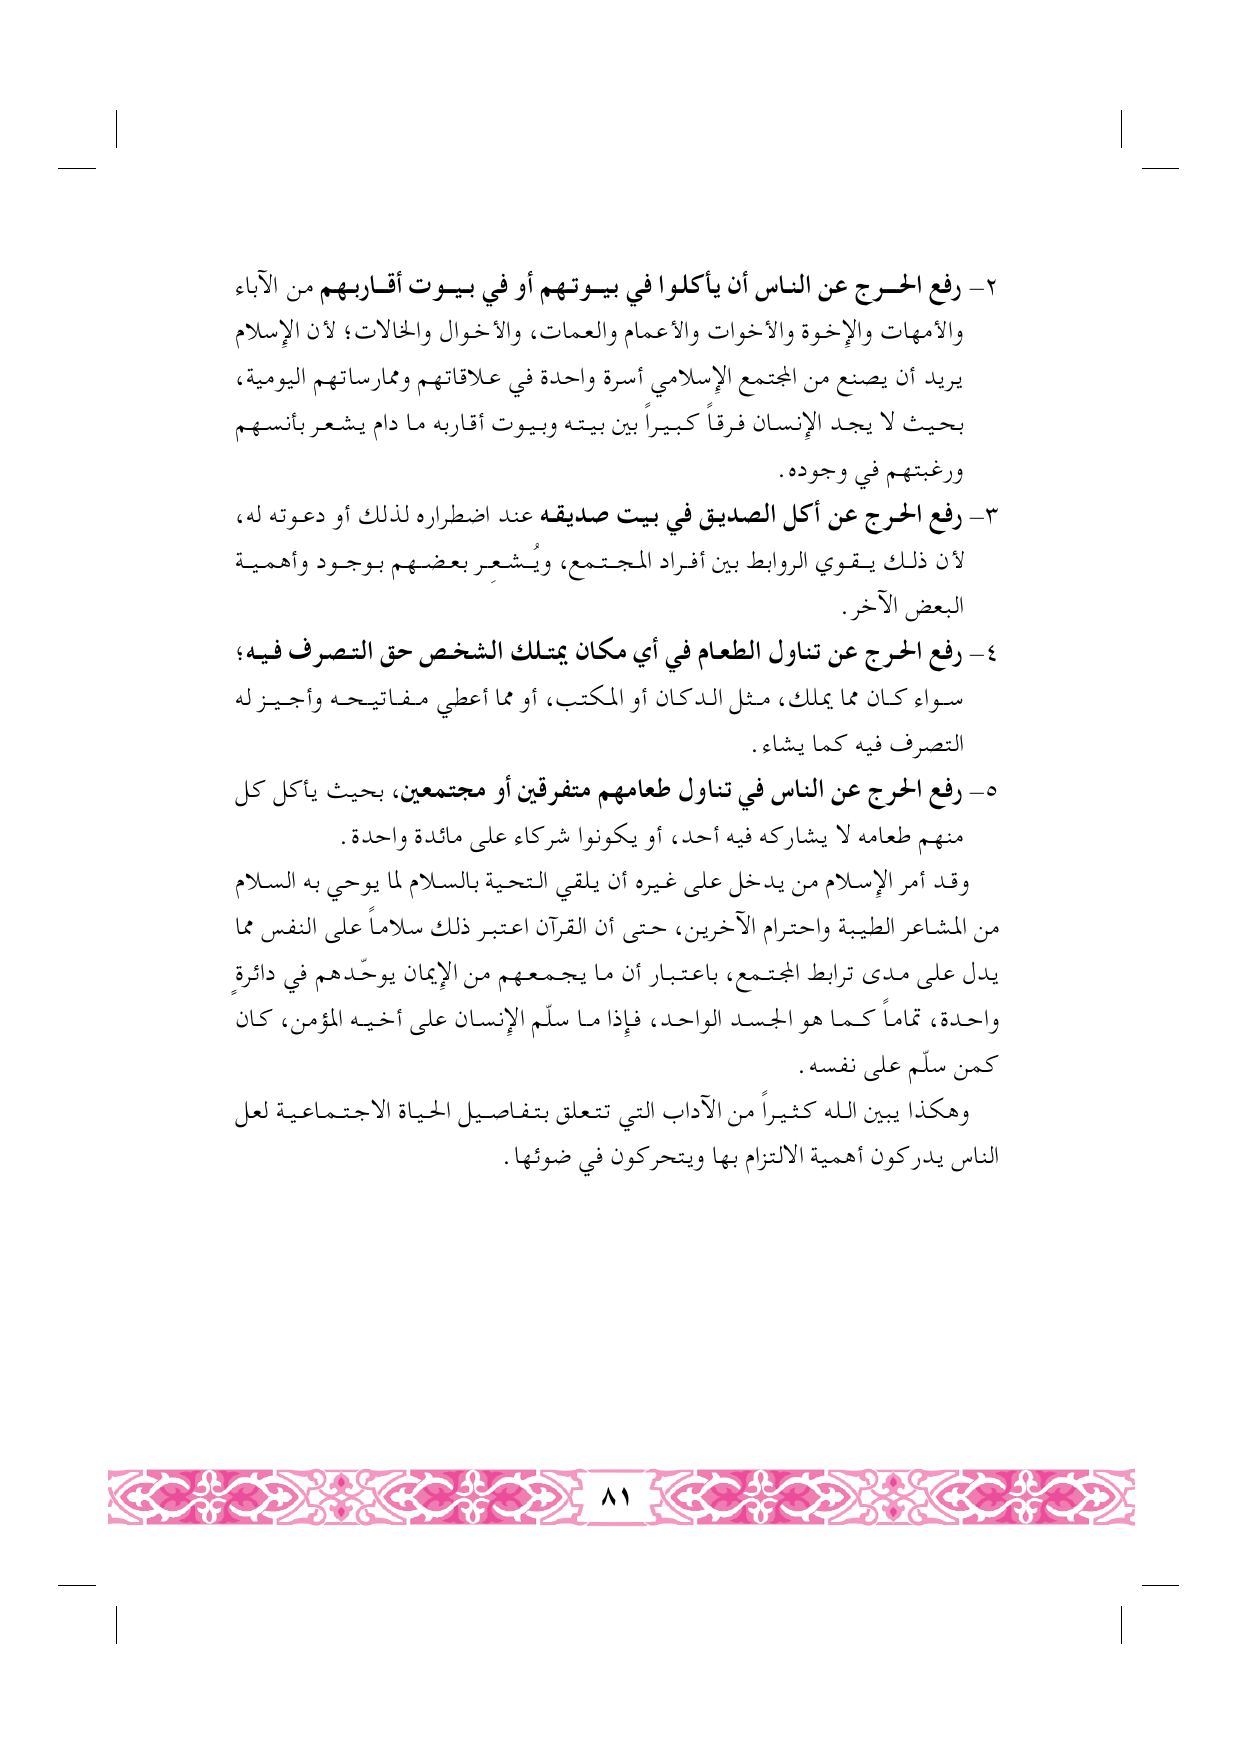 ٢– رفع الحرج عن الناس أن يأكلوا في بيوتهم أو في بيوت أقاربهم من الآباء
والأمهات والإخوة والأخوات والأعمام والعمات، والأخوال والخالات؛ لأن الإسلام
يريد أن يصنع من المجتمع الإسلامي أسرة واحدة في علاقاتهم وممارساتهم اليومية،
بحيث لا يجد الإنسان فرقاً كبيراً بين بيته وبيوت أقاربه ما دام يشعر بأنسهم
ورغبتهم في وجوده.
٣– رفع الحرج عن أكل الصديق في بيت صديقه عند اضطراره لذلك أو دعوته له،
لأن ذلك يقوي الروابط بين أفراد المجتمع، ويُشعِر بعضهم بوجود وأهمية
البعض الآخر.
٤– رفع الحرج عن تناول الطعام في أي مكان يمتلك الشخص حق التصرف فيه؛
سواء كان مما يملك، مثل الدكان أو المكتب، أو مما أعطي مفاتيحه وأجيز له
التصرف فيه كما يشاء.
٥– رفع الحرج عن الناس في تناول طعامهم متفرقين أو مجتمعين، بحيث يأكل كل
منهم طعامه لا يشاركه فيه أحد، أو يكونوا شركاء على مائدة واحدة.
وقد أمر الإسلام من يدخل على غيره أن يلقي التحية بالسلام لما يوحي به السلام
من المشاعر الطيبة واحترام الآخرين، حتى أن القرآن اعتبر ذلك سلاماً على النفس مما
يدل على مدى ترابط المجتمع، باعتبار أن ما يجمعهم من الإيمان يوحّدهم في دائرةٍ
واحدة، تماماً كما هو الجسد الواحد، فإذا ما سلّم الإنسان على أخيه المؤمن، كان
كمن سلّم على نفسه.
وهكذا يبين الله كثيراً من الآداب التي تتعلق بتفاصيل الحياة الاجتماعية لعل
الناس يدركون أهمية الالتزام بها ويتحركون في ضوئها.
٨١